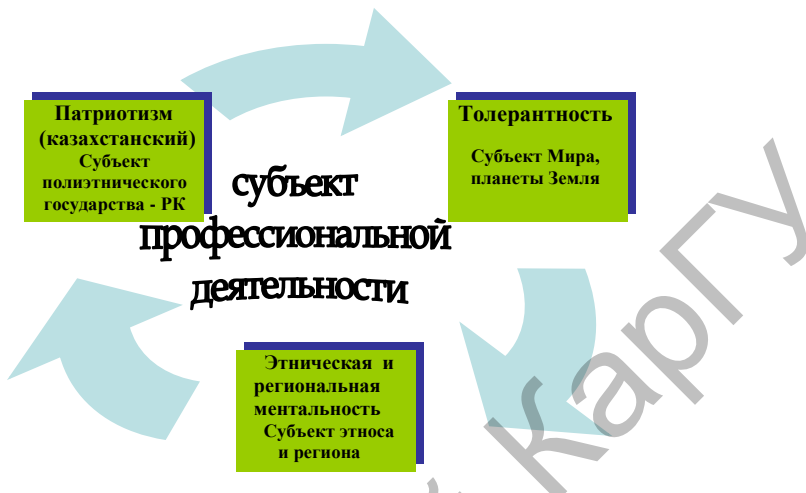 Патриотизм
(казахстанский)
Субъект
полиэтнического
государства - РК
Толерантность
Субъект Мира,
планеты Земля
субъект
профессиональной
деятельности
Этническая и
региональная
ментальность
Субъект этноса
и региона
КарГУ